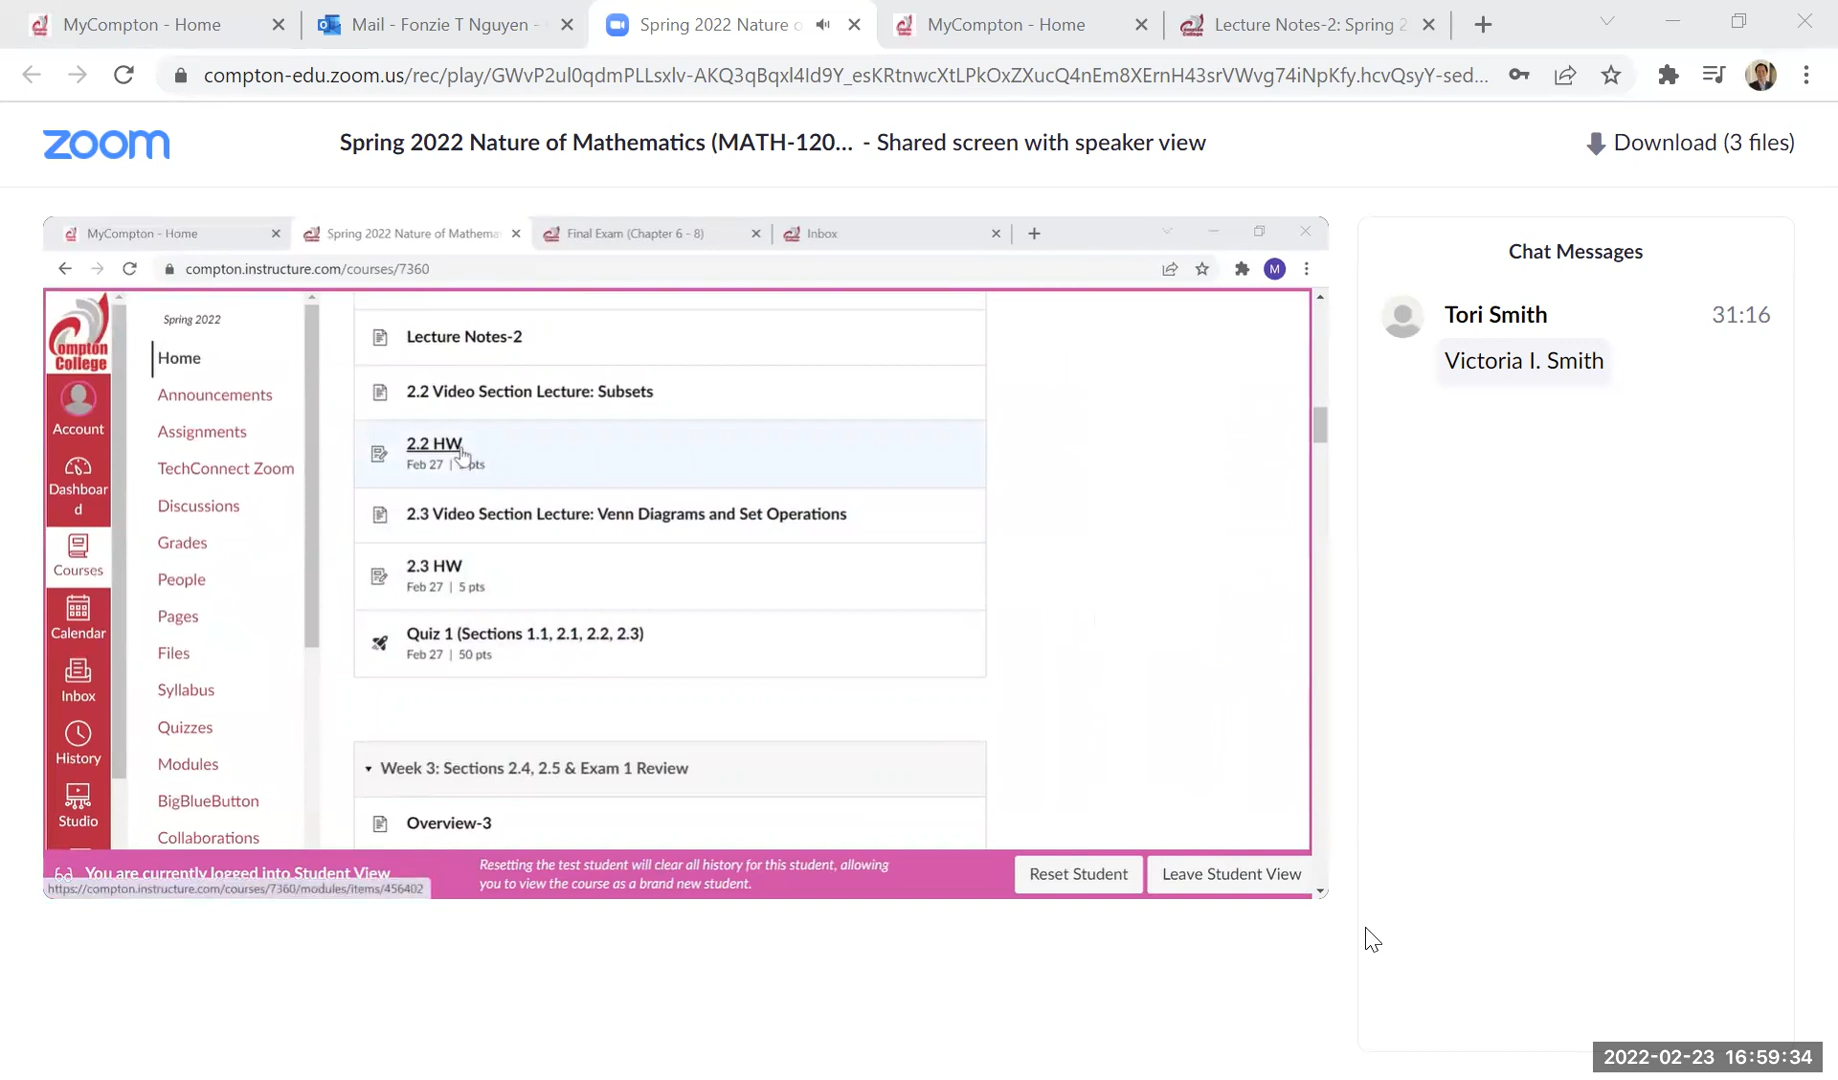 MyCompton - Home
Mail - Fonzie T Nguyen -
Spring 2022 Nature o
MyCompton - Home
Lecture Notes-2: Spring 2
compton-edu.zoom.us/rec/play/
zoom
Spring 2022 Nature of Mathematics (MATH-120... - Shared screen with speaker view
Download (3 files)
MyCompton - Home
Spring 2022 Nature of Mathema
Final Exam (Chapter 6 - 8)
Inbox
compton.instructure.com/courses/7360
M
Compton
College
Account
Dashboar
d
Courses
Calendar
Inbox
History
Studio
Spring 2022
Home
Announcements
Assignments
TechConnect Zoom
Discussions
Grades
People
Pages
Files
Syllabus
Quizzes
Modules
BigBlueButton
Collaborations
Lecture Notes-2
2.2 Video Section Lecture: Subsets
2.2 HW
Feb 27 | pts
2.3 Video Section Lecture: Venn Diagrams and Set Operations
2.3 HW
Feb 27 | 5 pts
Quiz 1 (Sections 1.1, 2.1, 2.2, 2.3)
Feb 27 | 50 pts
Week 3: Sections 2.4, 2.5 & Exam 1 Review
Overview-3
You are currently logged into Student View
https://compton.instructure.com/courses/7360/modules/items/456402
Resetting the test student will clear all history for this student, allowing
you to view the course as a brand new student.
Reset Student
Leave Student View
Chat Messages
Tori Smith 31:16
Victoria I. Smith
2022-02-23 16:59:34